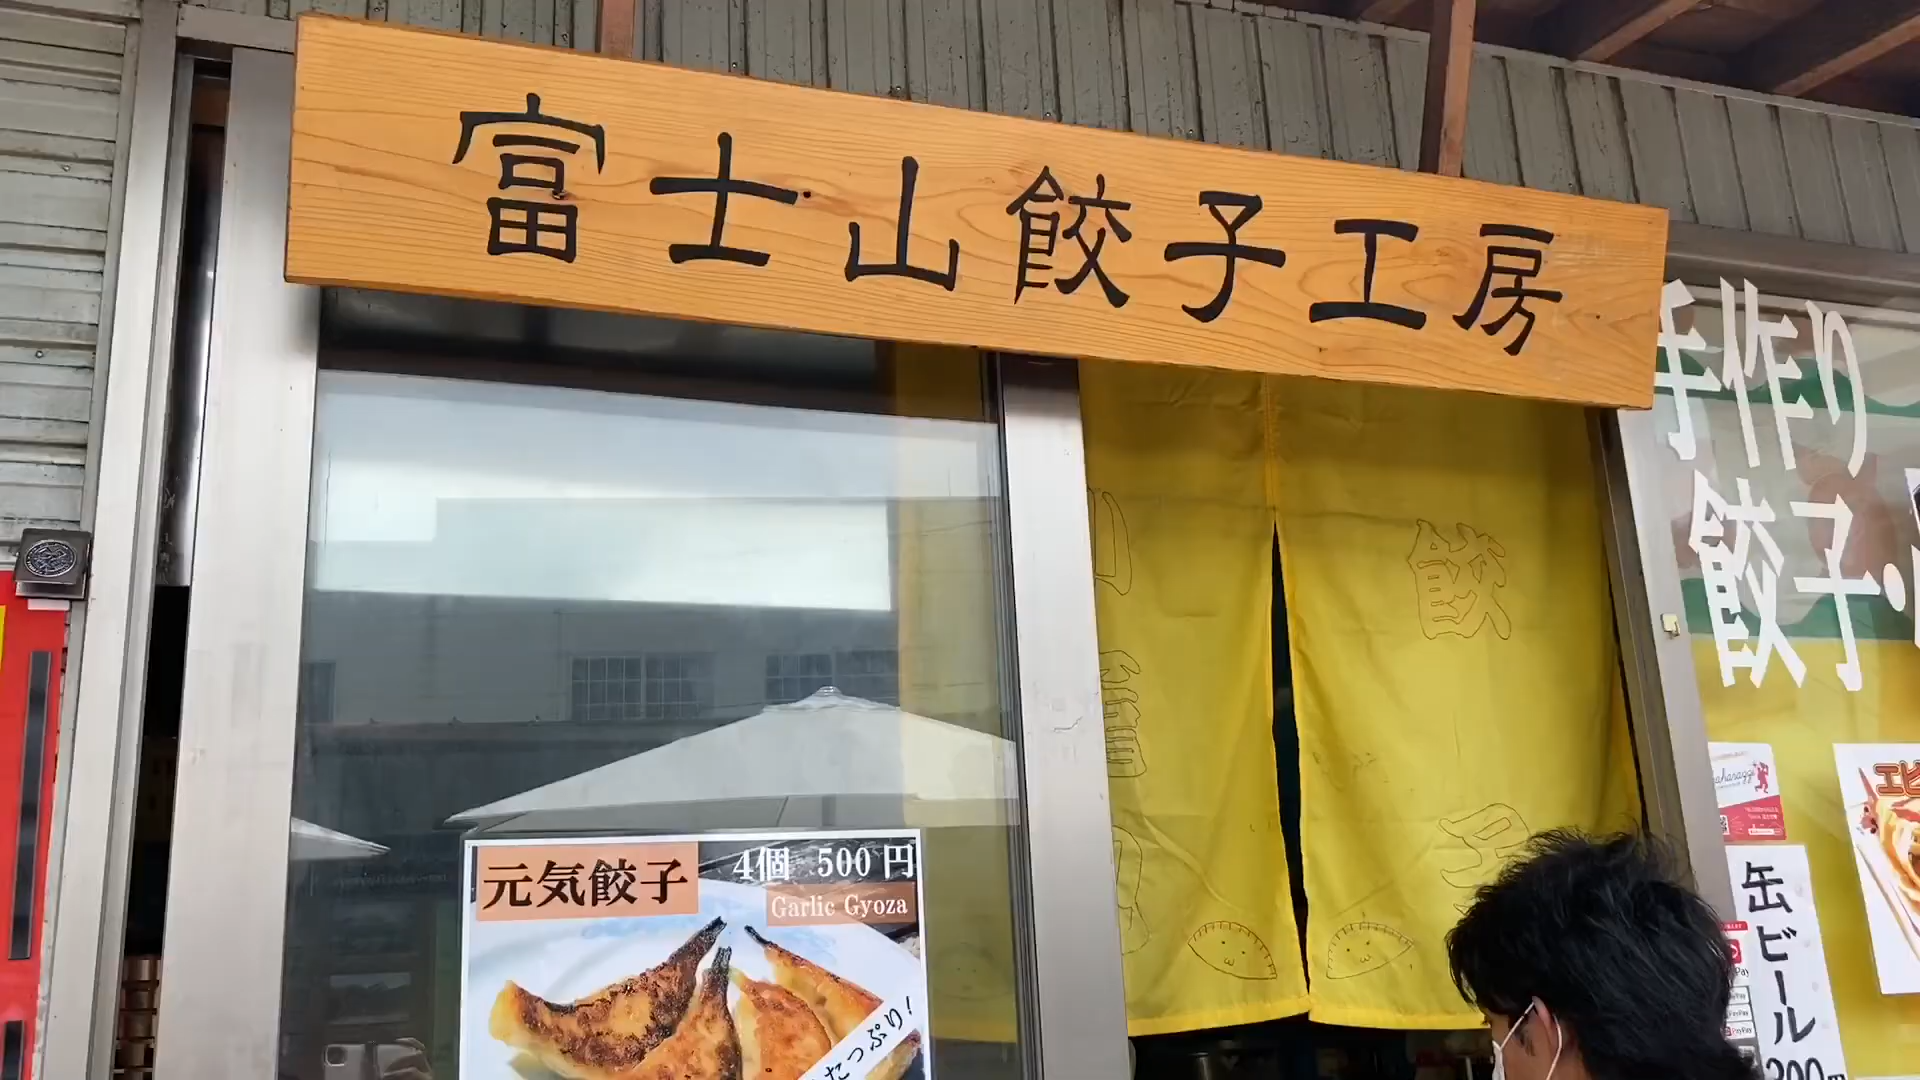 富士山餃子工房
手作り
餃子・
餃
子
元気餃子
4個 500円
Garlic Gyoza
たっぷり!
エビ
缶ビール
PayPay